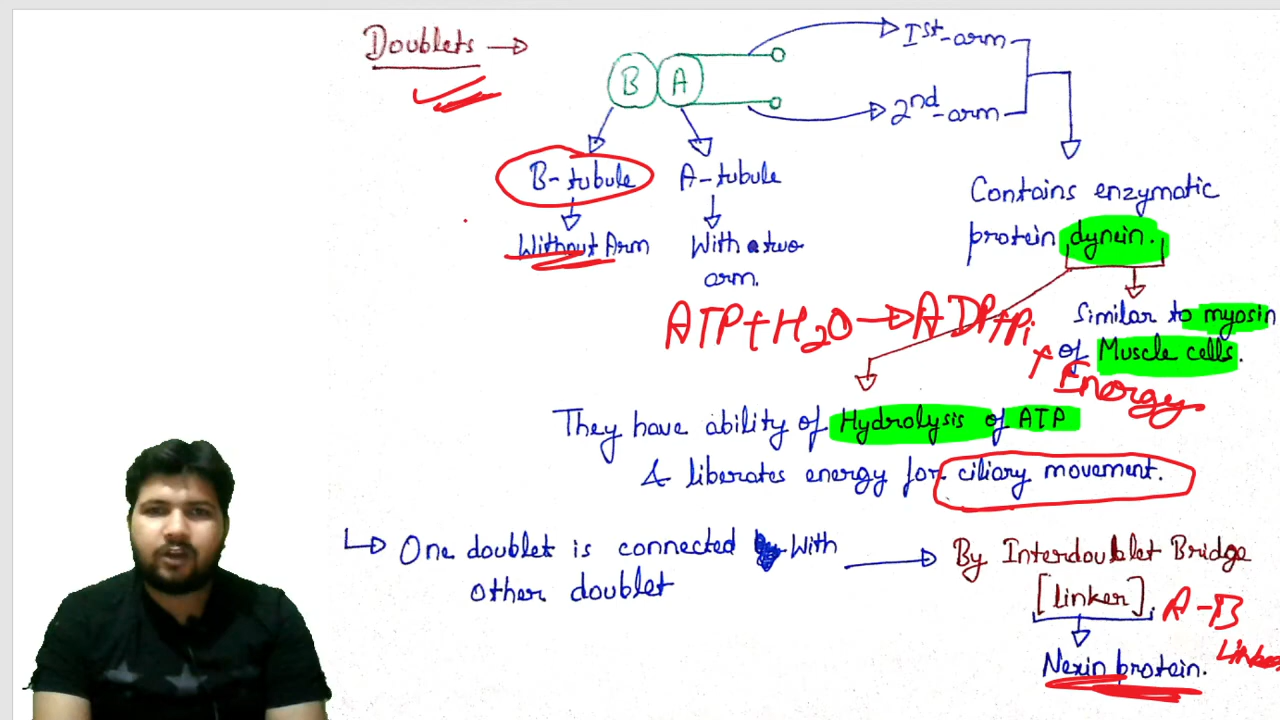 Doublets →
B A
1st-arm
2nd-arm
B-tubule
A-tubule
Without Arm
With two
arm.
Contains enzymatic
protein dynein.
ATP+H2O → ADP+Pi
+ Energy
Similar to myosin
of Muscle cells.
They have ability of Hydrolysis of ATP
& liberates energy for ciliary movement.
One doublet is connected With
other doublet
By Interdoublet Bridge
[linker]
A-B
Linker
Nexin protein.